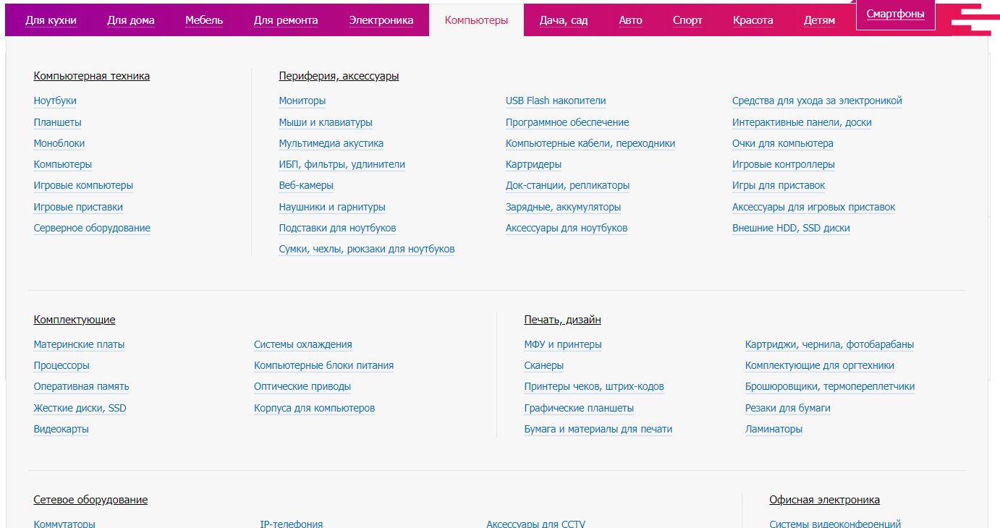 Для кухни
Для дома
Мебель
Для ремонта
Электроника
Компьютеры
Дача, сад
Авто
Спорт
Красота
Детям
Смартфоны
Компьютерная техника
Ноутбуки
Планшеты
Моноблоки
Компьютеры
Игровые компьютеры
Игровые приставки
Серверное оборудование
Периферия, аксессуары
Мониторы
Мыши и клавиатуры
Мультимедиа акустика
ИБП, фильтры, удлинители
Веб-камеры
Наушники и гарнитуры
Подставки для ноутбуков
Сумки, чехлы, рюкзаки для ноутбуков
USB Flash накопители
Программное обеспечение
Компьютерные кабели, переходники
Картридеры
Док-станции, репликаторы
Зарядные, аккумуляторы
Аксессуары для ноутбуков
Средства для ухода за электроникой
Интерактивные панели, доски
Очки для компьютера
Игровые контроллеры
Игры для приставок
Аксессуары для игровых приставок
Внешние HDD, SSD диски
Комплектующие
Материнские платы
Процессоры
Оперативная память
Жесткие диски, SSD
Видеокарты
Системы охлаждения
Компьютерные блоки питания
Оптические приводы
Корпуса для компьютеров
Печать, дизайн
МФУ и принтеры
Сканеры
Принтеры чеков, штрих-кодов
Графические планшеты
Бумага и материалы для печати
Картриджи, чернила, фотобарабаны
Комплектующие для оргтехники
Брошюровщики, термопереплетчики
Резаки для бумаги
Ламинаторы
Сетевое оборудование
Коммутаторы
IP-телефония
Аксессуары для CCTV
Офисная электроника
Системы видеоконференций